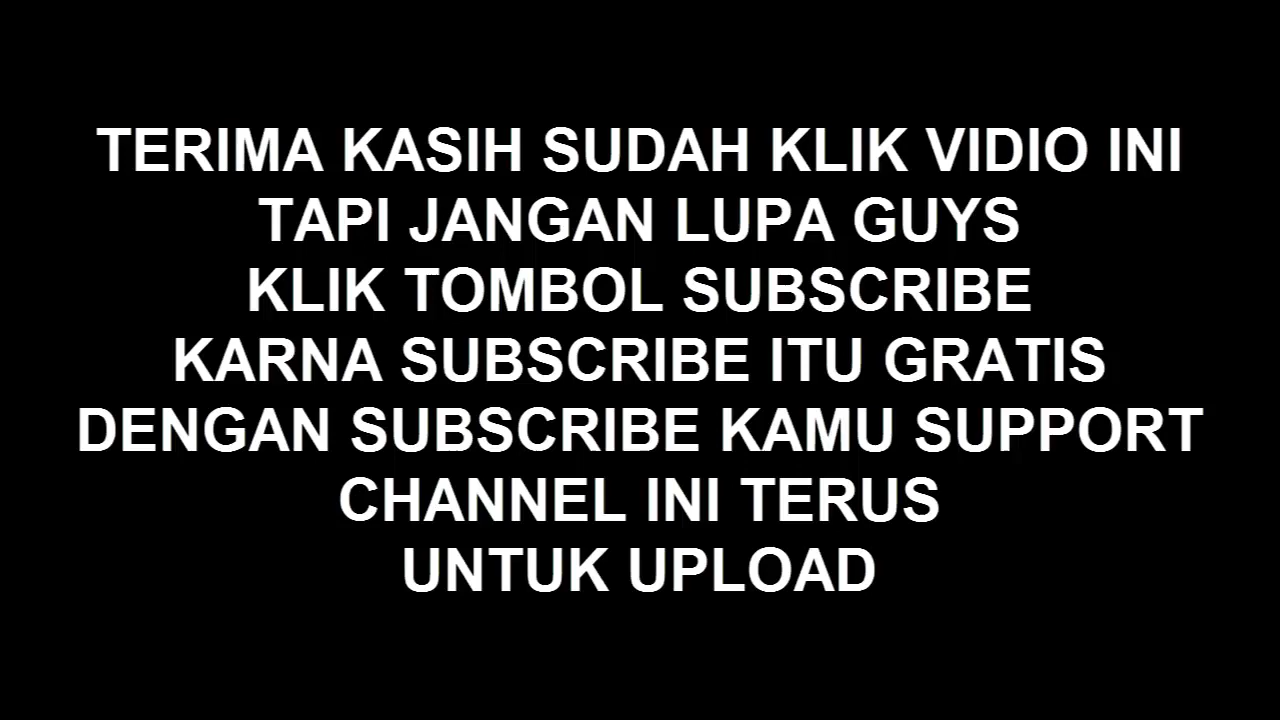 TERIMA KASIH SUDAH KLIK VIDIO INI
TAPI JANGAN LUPA GUYS
KLIK TOMBOL SUBSCRIBE
KARNA SUBSCRIBE ITU GRATIS
DENGAN SUBSCRIBE KAMU SUPPORT
CHANNEL INI TERUS
UNTUK UPLOAD